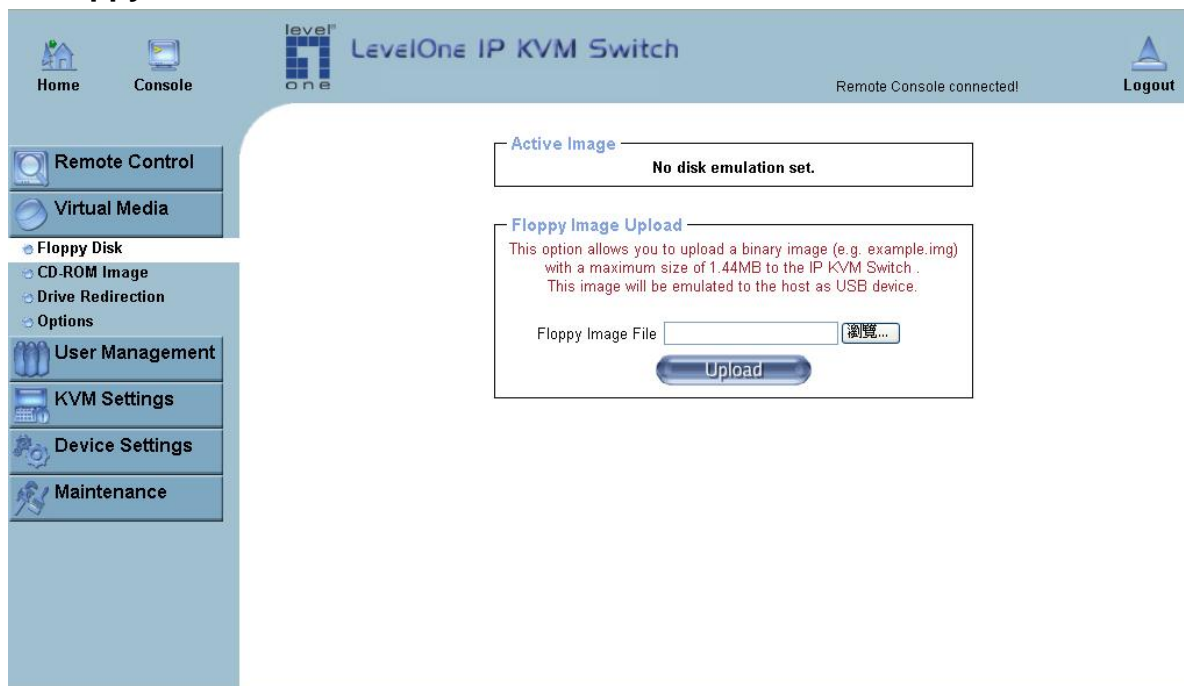 Home
Console
level
one
LevelOne IP KVM Switch
Remote Console connected!
Logout
Remote Control
Virtual Media
Floppy Disk
CD-ROM Image
Drive Redirection
Options
User Management
KVM Settings
Device Settings
Maintenance
Active Image
No disk emulation set.
Floppy Image Upload
This option allows you to upload a binary image (e.g. example.img)
with a maximum size of 1.44MB to the IP KVM Switch .
This image will be emulated to the host as USB device.
Floppy Image File
瀏覽...
Upload